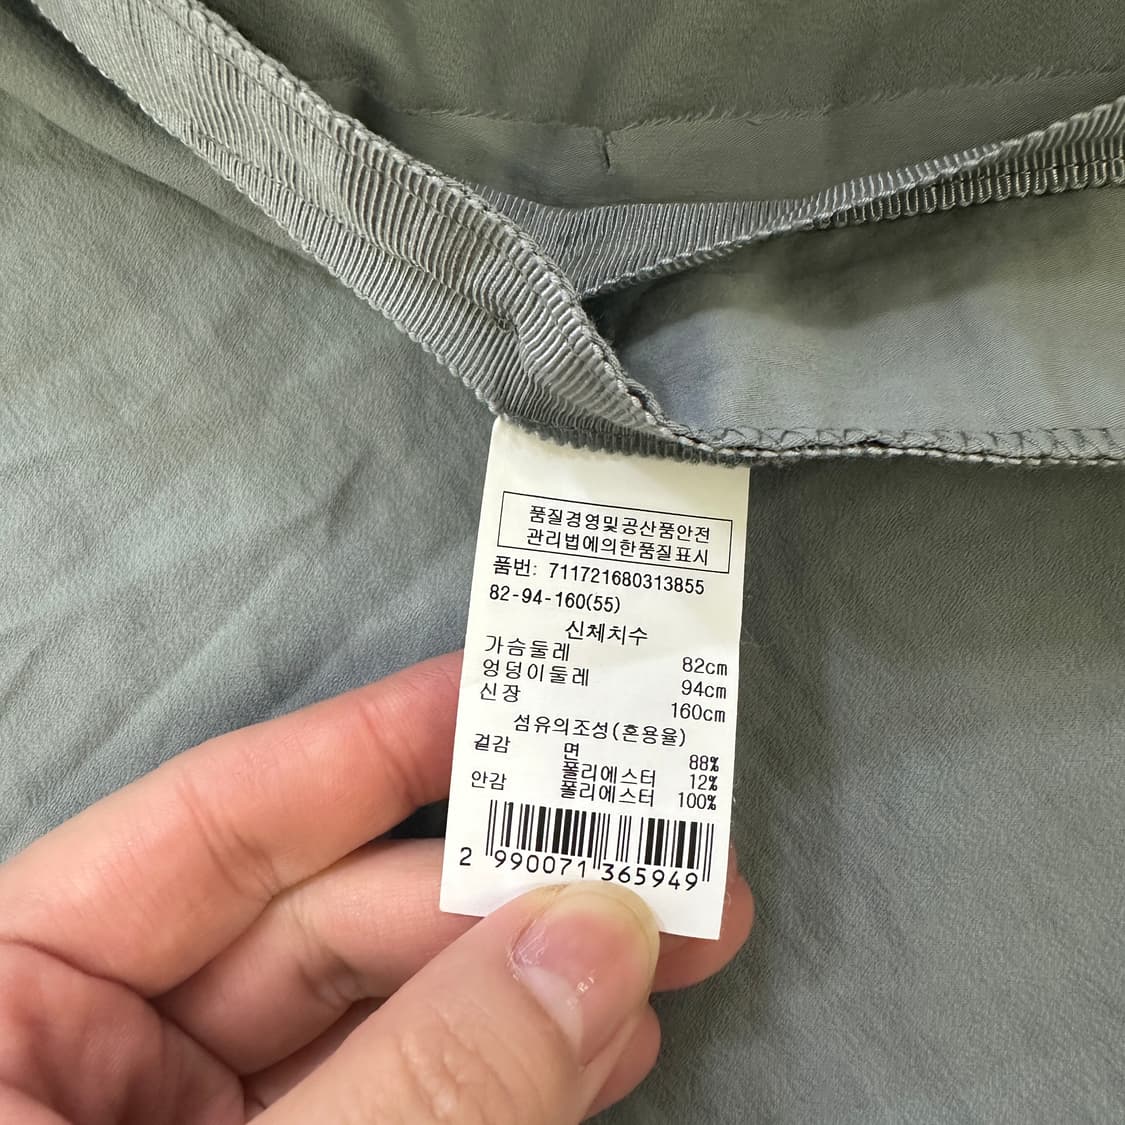 품질경영및공산품안전
관리법에의한품질표시
품번: 711721680313855
82-94-160(55)
신체치수
가슴둘레 82cm
엉덩이둘레 94cm
신장 160cm
섬유의조성(혼용율)
겉감 면 88%
폴리에스터 12%
안감 폴리에스터 100%
2 990071 365949